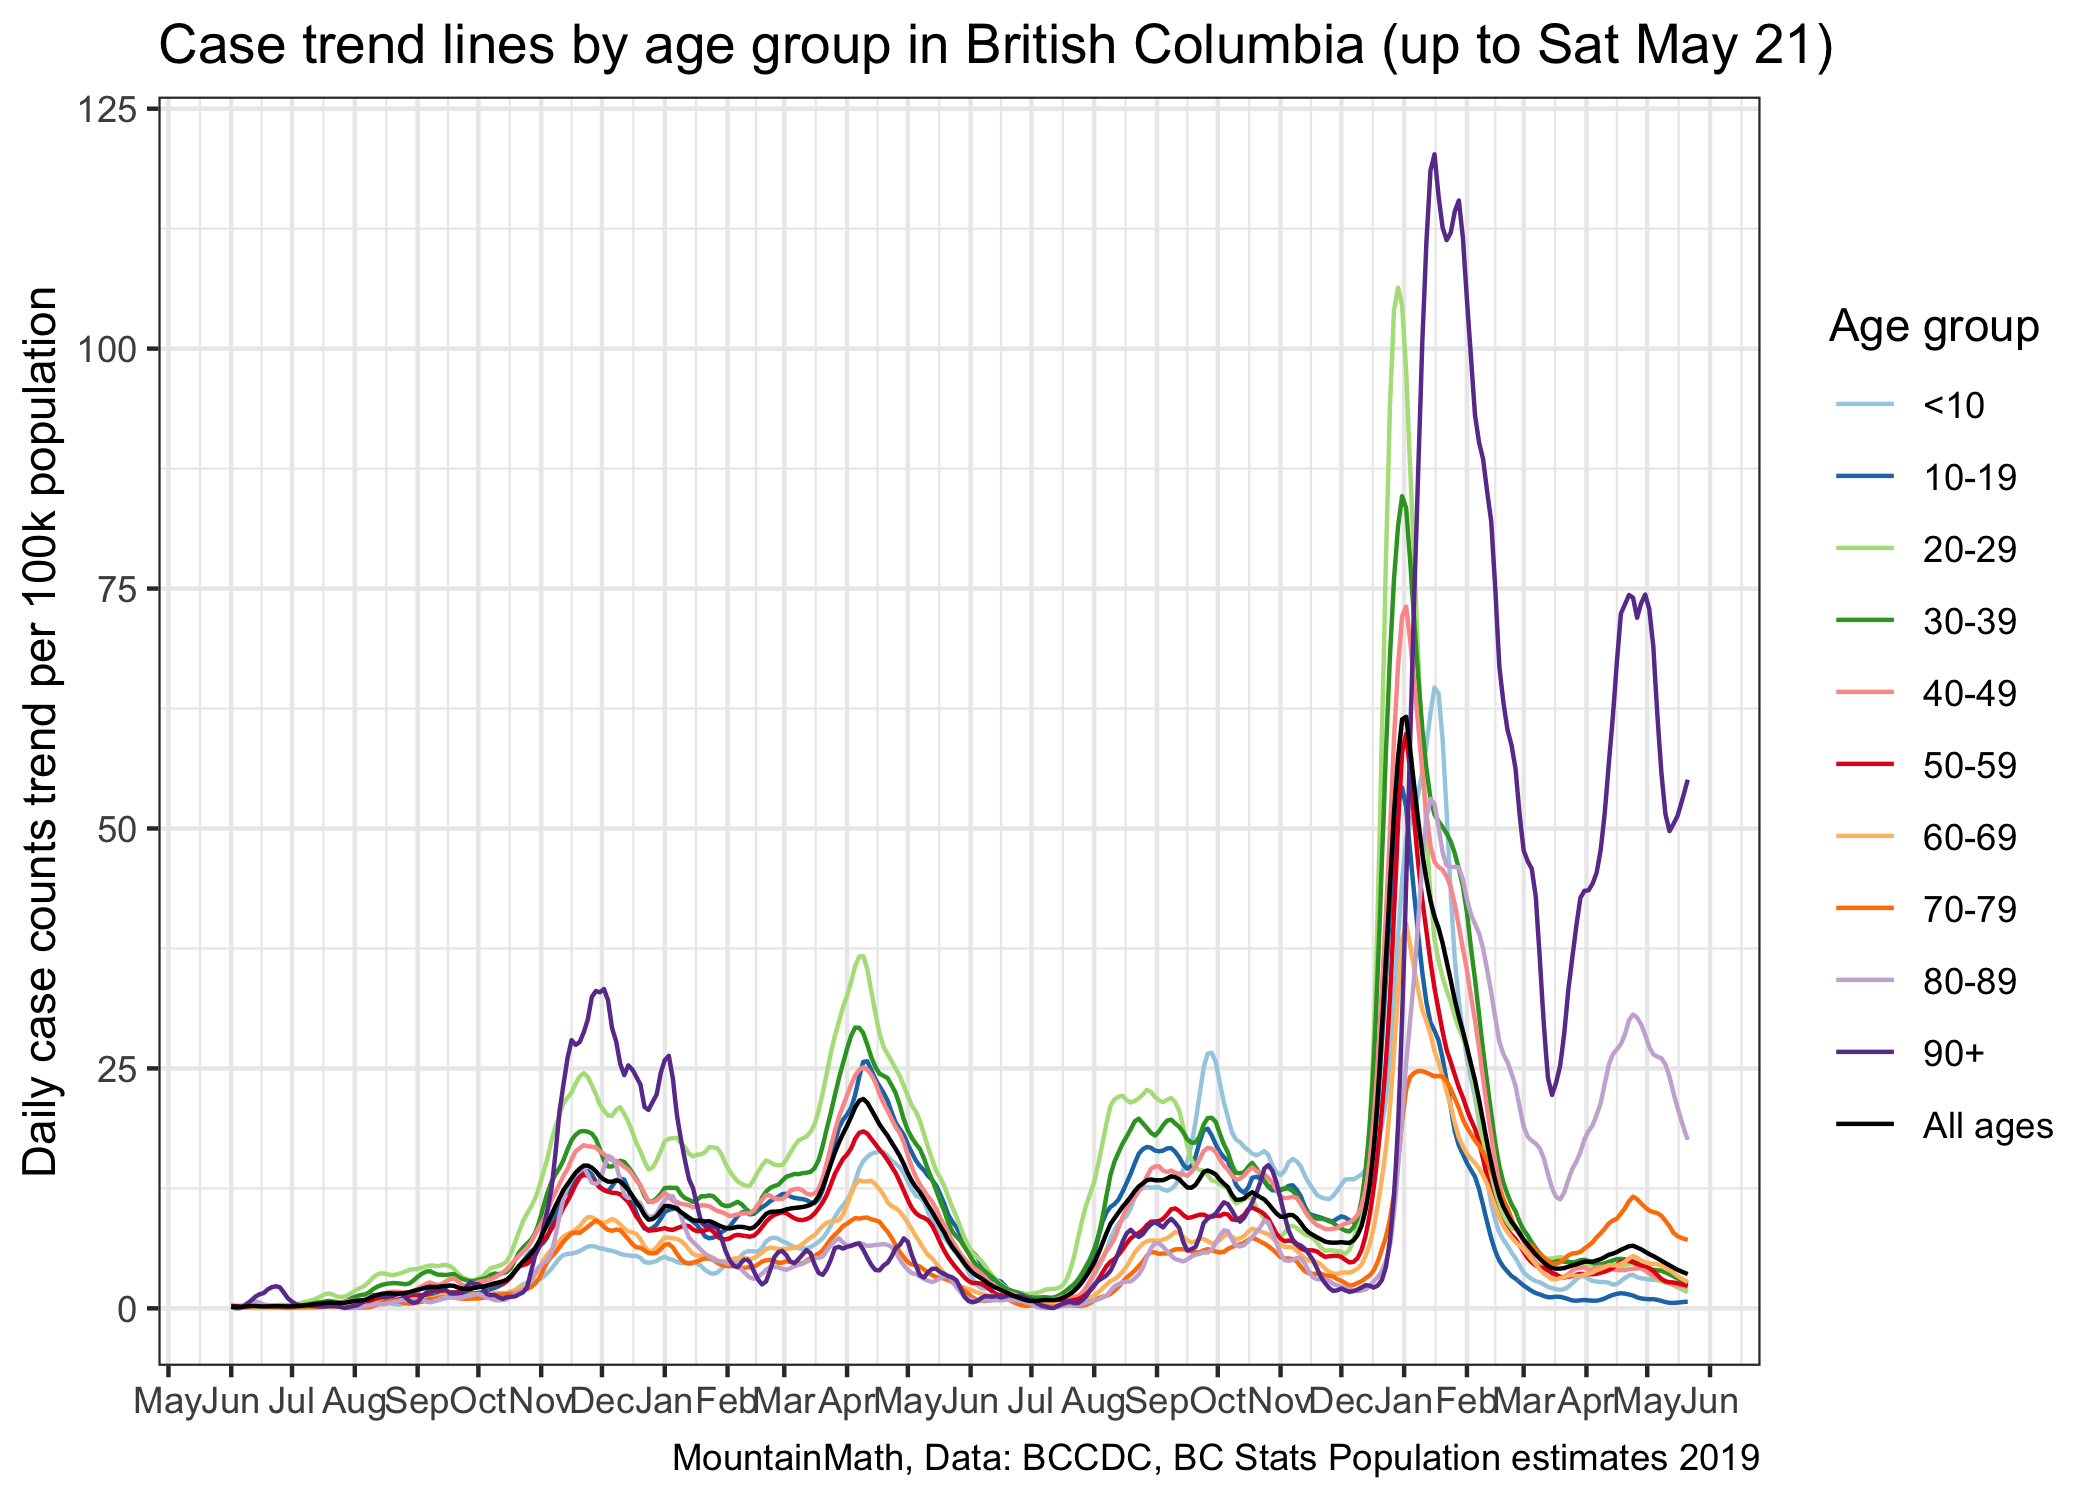 Case trend lines by age group in British Columbia (up to Sat May 21)
Daily case counts trend per 100k population
125
100
75
50
25
0
May Jun Jul Aug Sep Oct Nov Dec Jan Feb Mar Apr May Jun Jul Aug Sep Oct Nov Dec Jan Feb Mar Apr May Jun
Age group
<10
10-19
20-29
30-39
40-49
50-59
60-69
70-79
80-89
90+
All ages
MountainMath, Data: BCCDC, BC Stats Population estimates 2019